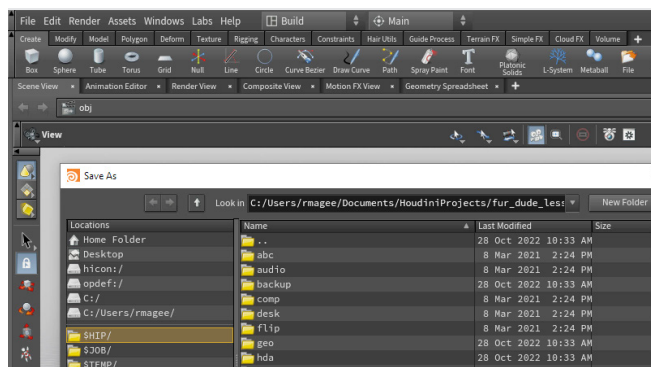 File Edit Render Assets Windows Labs Help Build Main
Create Modify Model Polygon Deform Texture Rigging Characters Constraints Hair Utils Guide Process Terrain FX Simple FX Cloud FX Volume +
Box Sphere Tube Torus Grid Null Line Circle Curve Bezier Draw Curve Path Spray Paint Font Platonic Solids L-System Metaball File
Scene View × Animation Editor × Render View × Composite View × Motion FX View × Geometry Spreadsheet × +
obj
View
Save As
Look in C:/Users/rmagee/Documents/HoudiniProjects/fur_dude_less New Folder
Locations Name Last Modified Size
Home Folder .. 28 Oct 2022 10:33 AM
Desktop abc 8 Mar 2021 2:24 PM
hicon:/ audio 8 Mar 2021 2:24 PM
opdef:/ backup 28 Oct 2022 10:33 AM
C:/ comp 8 Mar 2021 2:24 PM
C:/Users/rmagee/ desk 8 Mar 2021 2:24 PM
$HIP/ flip 8 Mar 2021 2:24 PM
$JOB/ geo 28 Oct 2022 10:33 AM
$TEMP/ hda 28 Oct 2022 10:33 AM